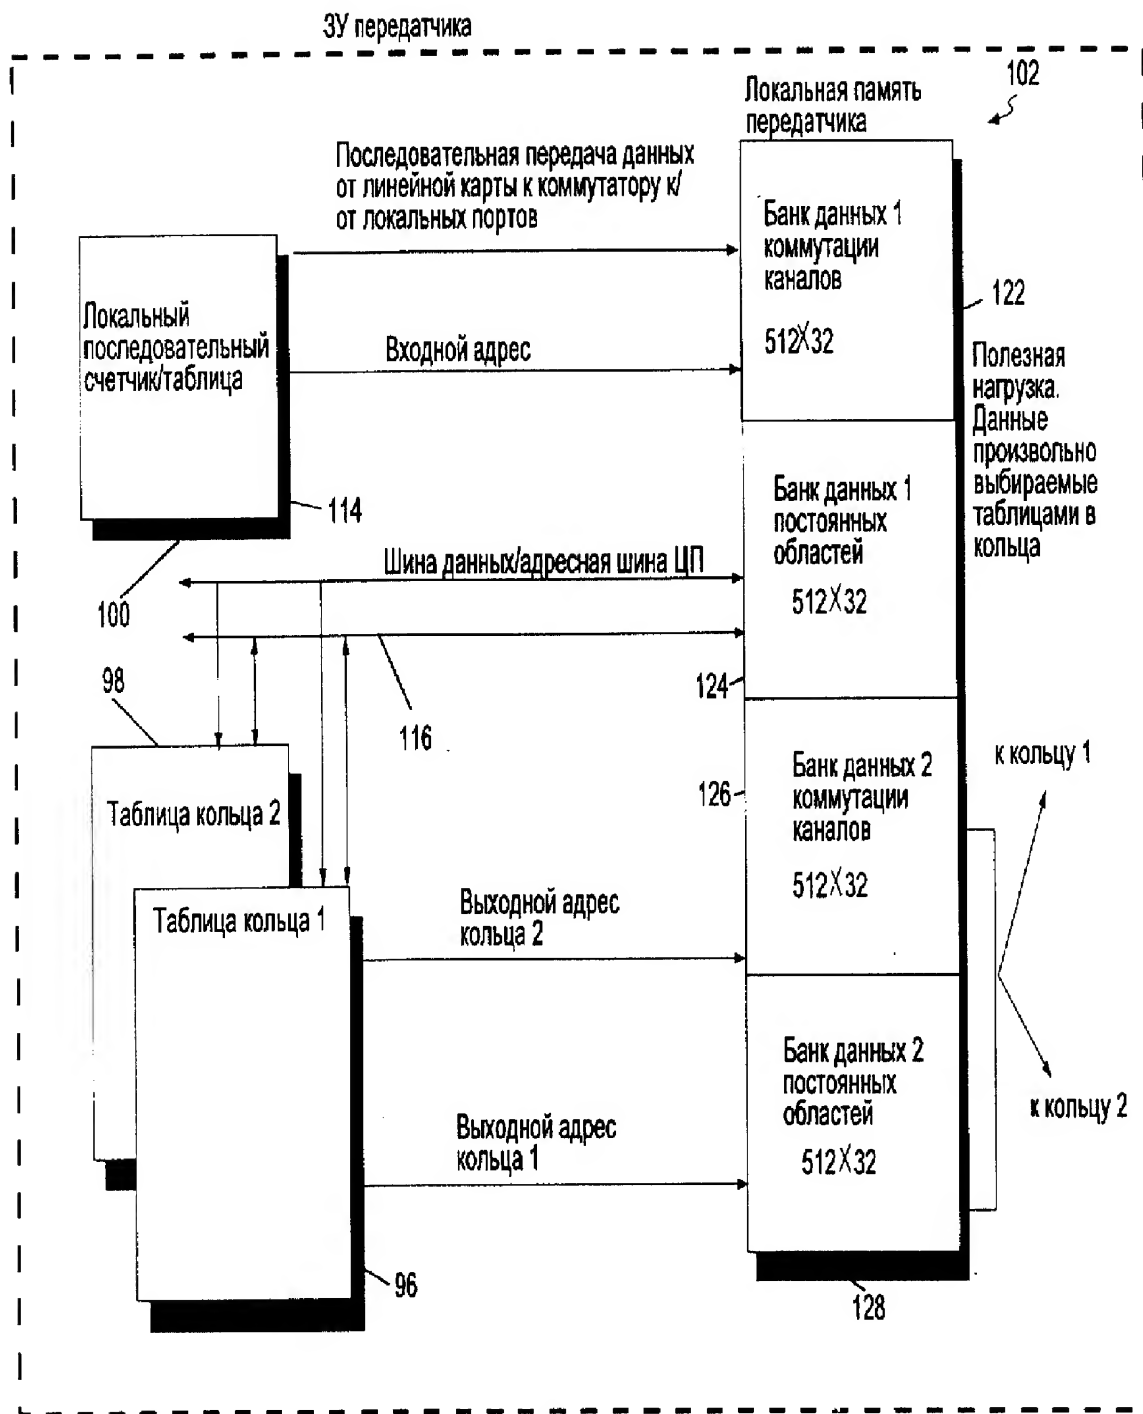 ЗУ передатчика
102
Локальная память
передатчика
Последовательная передача данных
от линейной карты к коммутатору к/
от локальных портов
Банк данных 1
коммутации
каналов
512X32
122
Локальный
последовательный
счетчик/таблица
Входной адрес
Полезная
нагрузка.
Данные
произвольно
выбираемые
таблицами в
кольца
114
Банк данных 1
постоянных
областей
512X32
Шина данных/адресная шина ЦП
100
98
124
116
126
Банк данных 2
коммутации
каналов
512X32
к кольцу 1
Таблица кольца 2
Таблица кольца 1
Выходной адрес
кольца 2
Банк данных 2
постоянных
областей
512X32
к кольцу 2
Выходной адрес
кольца 1
96
128